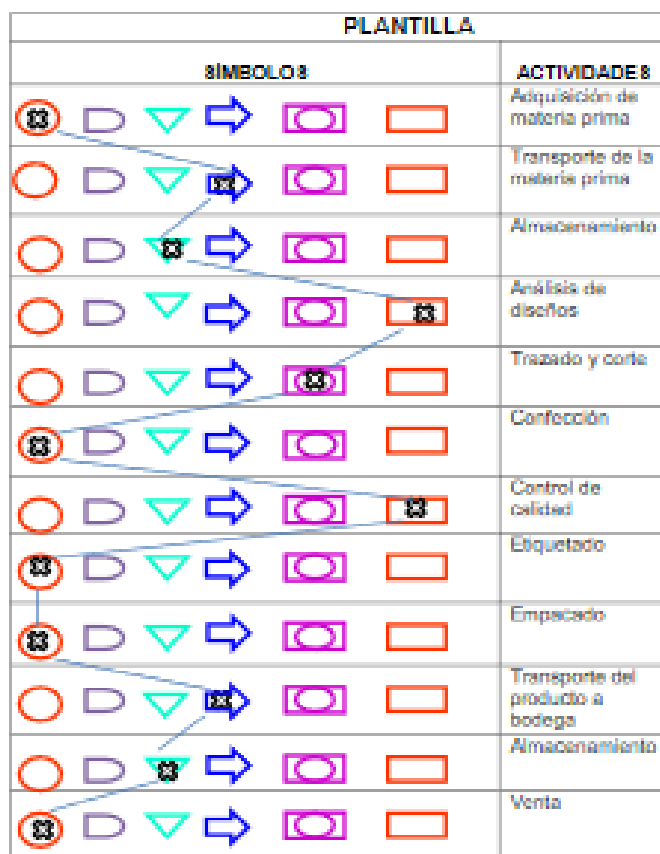 PLANTILLA
SÍMBOLOS
ACTIVIDADES
Adquisición de
materia prima
Transporte de la
materia prima
Almacenamiento
Análisis de
diseños
Trazado y corte
Confección
Control de
calidad
Etiquetado
Empacado
Transporte del
producto a
bodega
Almacenamiento
Venta